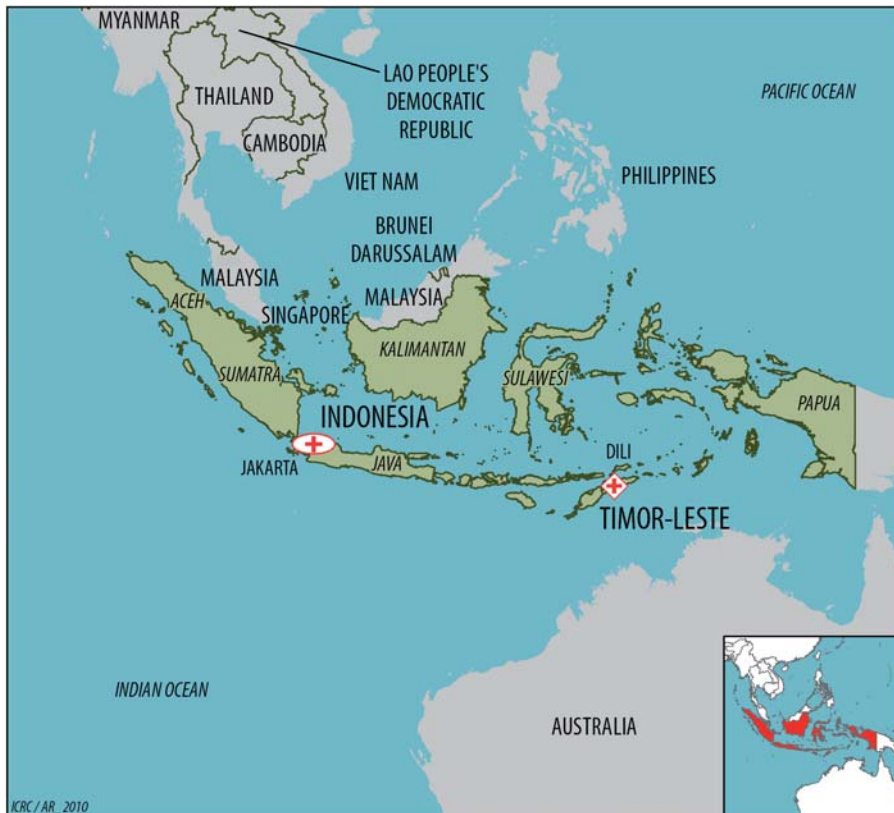 MYANMAR
LAO PEOPLE'S
DEMOCRATIC
REPUBLIC
THAILAND
CAMBODIA
PACIFIC OCEAN
VIET NAM
PHILIPPINES
BRUNEI
DARUSSALAM
MALAYSIA
MALAYSIA
ACEH
SINGAPORE
KALIMANTAN
SUMATRA
SULAWESI
PAPUA
INDONESIA
JAKARTA
JAVA
DILI
TIMOR-LESTE
INDIAN OCEAN
AUSTRALIA
ICRC / AR 2010